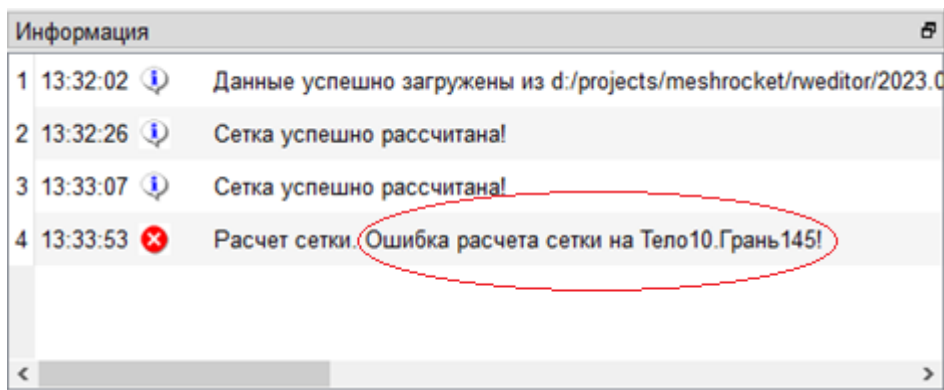 Информация
1 13:32:02 Данные успешно загружены из d:/projects/meshrocket/rweditor/2023.0
2 13:32:26 Сетка успешно рассчитана!
3 13:33:07 Сетка успешно рассчитана!
4 13:33:53 Расчет сетки. Ошибка расчета сетки на Тело10.Грань145!